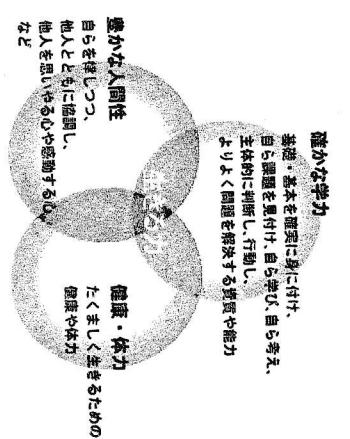 確かな学力
基礎・基本を確実に身に付け、
自ら課題を見付け、自ら学び、自ら考え、
主体的に判断し、行動し、
よりよく問題を解決する資質や能力
生きる力
豊かな人間性
自らを律しつつ、
他人とともに協調し、
他人を思いやる心や感動する心
など
健康・体力
たくましく生きるための
健康や体力